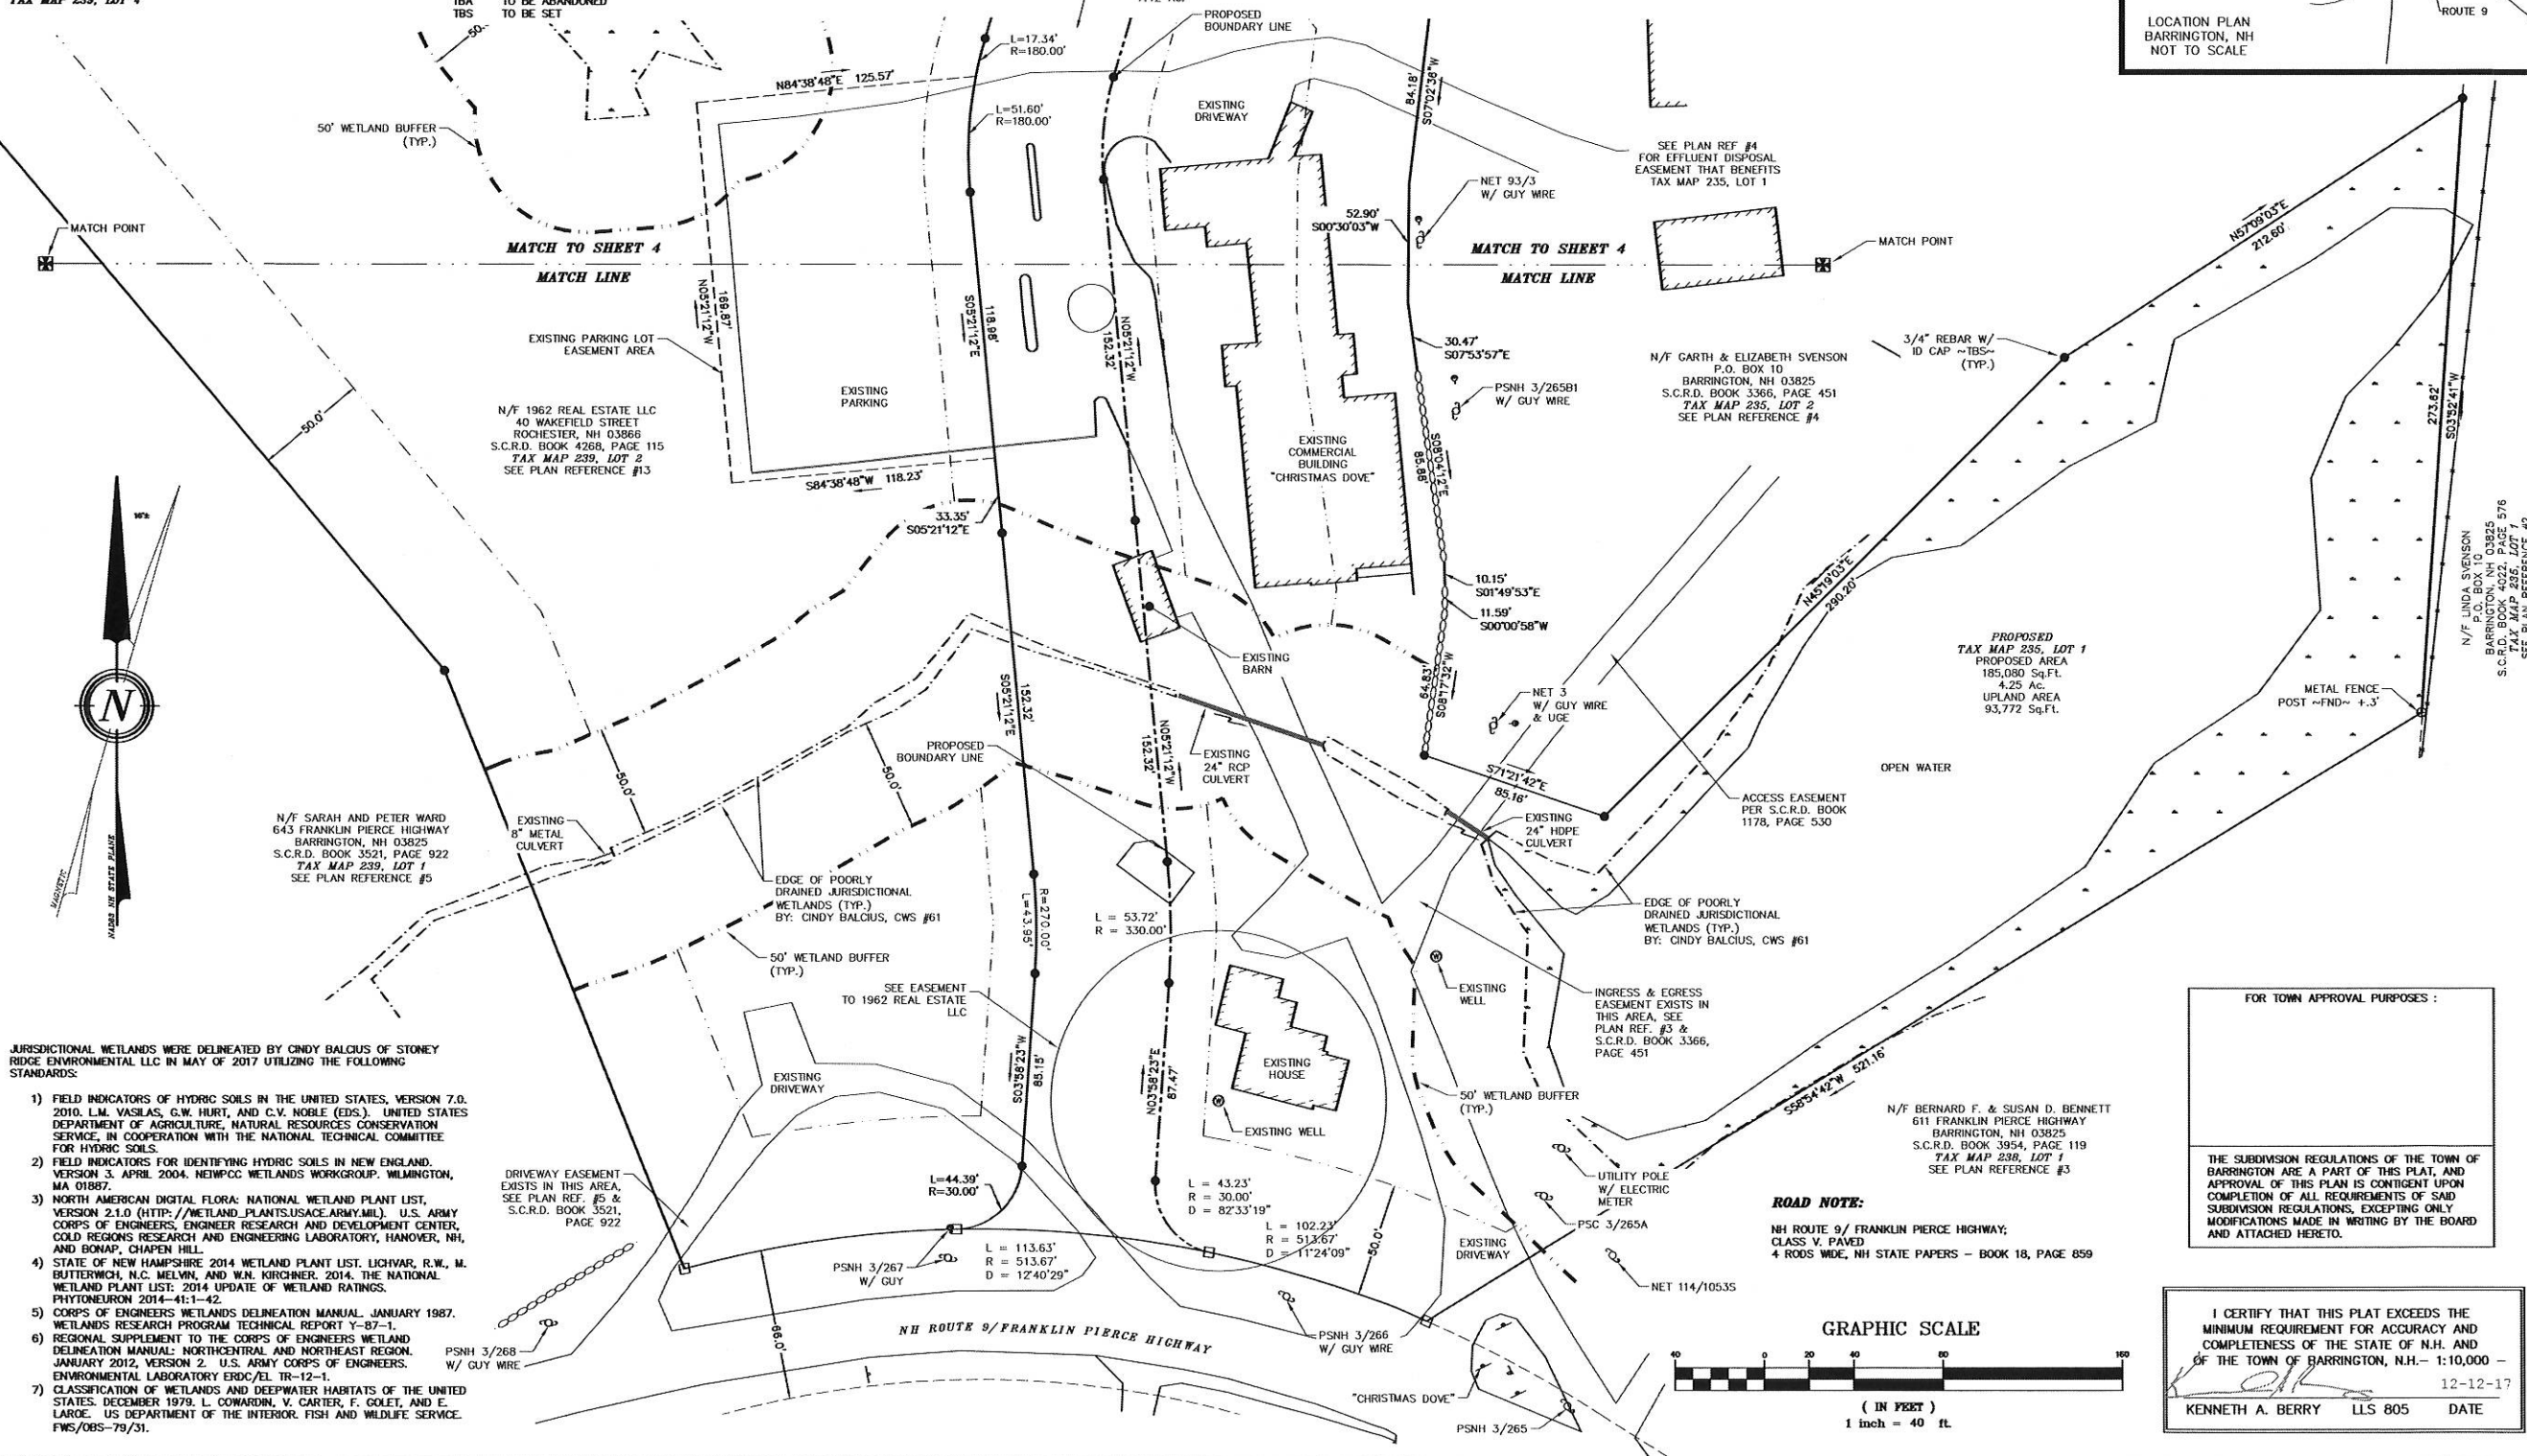 TAX MAP 239, LOT 4
TBA TO BE ABANDONED
TBS TO BE SET
PROPOSED
BOUNDARY LINE
LOCATION PLAN
BARRINGTON, NH
NOT TO SCALE
ROUTE 9
50'
L=17.34'
R=180.00'
N84°38'48"E 125.57'
84.18'
S07°02'36"W
50' WETLAND BUFFER
(TYP.)
L=51.60'
R=180.00'
EXISTING
DRIVEWAY
SEE PLAN REF #4
FOR EFFLUENT DISPOSAL
EASEMENT THAT BENEFITS
TAX MAP 235, LOT 1
NET 93/3
W/ GUY WIRE
52.90'
S00°30'03"W
N57°09'03"E
212.60'
MATCH POINT
MATCH TO SHEET 4
MATCH LINE
MATCH TO SHEET 4
MATCH LINE
MATCH POINT
169.87'
N05°21'12"W
118.98'
S05°21'12"E
N05°21'12"W
152.32'
EXISTING PARKING LOT
EASEMENT AREA
EXISTING
PARKING
30.47'
S07°53'57"E
PSNH 3/265B1
W/ GUY WIRE
N/F GARTH & ELIZABETH SVENSON
P.O. BOX 10
BARRINGTON, NH 03825
S.C.R.D. BOOK 3366, PAGE 451
TAX MAP 235, LOT 2
SEE PLAN REFERENCE #4
3/4" REBAR W/
ID CAP ~TBS~
(TYP.)
273.62'
S03°52'41"W
50.0'
N/F 1962 REAL ESTATE LLC
40 WAKEFIELD STREET
ROCHESTER, NH 03866
S.C.R.D. BOOK 4268, PAGE 115
TAX MAP 239, LOT 2
SEE PLAN REFERENCE #13
S84°38'48"W 118.23'
EXISTING
COMMERCIAL
BUILDING
"CHRISTMAS DOVE"
S08°04'12"E
85.88'
33.35'
S05°21'12"E
10.15'
S01°49'53"E
11.59'
S00°00'58"W
N45°19'03"E
290.20'
N/F LINDA SVENSON
P.O. BOX 10
BARRINGTON, NH 03825
S.C.R.D. BOOK 4022, PAGE 576
TAX MAP 235, LOT 1
SEE PLAN REFERENCE #2
PROPOSED
TAX MAP 235, LOT 1
PROPOSED AREA
185,080 Sq.Ft.
4.25 Ac.
UPLAND AREA
93,772 Sq.Ft.
METAL FENCE
POST ~FND~ +.3'
EXISTING
BARN
64.83'
S08°17'32"W
NET 3
W/ GUY WIRE
& UGE
N
MAGNETIC
NAD83 NH STATE PLANE
152.32'
S05°21'12"E
PROPOSED
BOUNDARY LINE
N05°21'12"W
152.32'
EXISTING
24" RCP
CULVERT
50.0'
50.0'
S71°21'42"E
85.16'
OPEN WATER
ACCESS EASEMENT
PER S.C.R.D. BOOK
1178, PAGE 530
N/F SARAH AND PETER WARD
643 FRANKLIN PIERCE HIGHWAY
BARRINGTON, NH 03825
S.C.R.D. BOOK 3521, PAGE 922
TAX MAP 239, LOT 1
SEE PLAN REFERENCE #5
EXISTING
8" METAL
CULVERT
EXISTING
24" HDPE
CULVERT
EDGE OF POORLY
DRAINED JURISDICTIONAL
WETLANDS (TYP.)
BY: CINDY BALCIUS, CWS #61
R=270.00'
L=43.95'
L = 53.72'
R = 330.00'
EDGE OF POORLY
DRAINED JURISDICTIONAL
WETLANDS (TYP.)
BY: CINDY BALCIUS, CWS #61
50' WETLAND BUFFER
(TYP.)
SEE EASEMENT
TO 1962 REAL ESTATE
LLC
EXISTING
WELL
INGRESS & EGRESS
EASEMENT EXISTS IN
THIS AREA, SEE
PLAN REF. #3 &
S.C.R.D. BOOK 3366,
PAGE 451
FOR TOWN APPROVAL PURPOSES :
JURISDICTIONAL WETLANDS WERE DELINEATED BY CINDY BALCIUS OF STONEY
RIDGE ENVIRONMENTAL LLC IN MAY OF 2017 UTILIZING THE FOLLOWING
STANDARDS:
1) FIELD INDICATORS OF HYDRIC SOILS IN THE UNITED STATES, VERSION 7.0.
2010. L.M. VASILAS, G.W. HURT, AND C.V. NOBLE (EDS.). UNITED STATES
DEPARTMENT OF AGRICULTURE, NATURAL RESOURCES CONSERVATION
SERVICE, IN COOPERATION WITH THE NATIONAL TECHNICAL COMMITTEE
FOR HYDRIC SOILS.
2) FIELD INDICATORS FOR IDENTIFYING HYDRIC SOILS IN NEW ENGLAND.
VERSION 3. APRIL 2004. NEIWPCC WETLANDS WORKGROUP. WILMINGTON,
MA 01887.
3) NORTH AMERICAN DIGITAL FLORA: NATIONAL WETLAND PLANT LIST,
VERSION 2.1.0 (HTTP://WETLAND_PLANTS.USACE.ARMY.MIL). U.S. ARMY
CORPS OF ENGINEERS, ENGINEER RESEARCH AND DEVELOPMENT CENTER,
COLD REGIONS RESEARCH AND ENGINEERING LABORATORY, HANOVER, NH,
AND BONAP, CHAPEN HILL.
4) STATE OF NEW HAMPSHIRE 2014 WETLAND PLANT LIST. LICHVAR, R.W., M.
BUTTERWICH, N.C. MELVIN, AND W.N. KIRCHNER. 2014. THE NATIONAL
WETLAND PLANT LIST: 2014 UPDATE OF WETLAND RATINGS.
PHYTONEURON 2014-41:1-42.
5) CORPS OF ENGINEERS WETLANDS DELINEATION MANUAL. JANUARY 1987.
WETLANDS RESEARCH PROGRAM TECHNICAL REPORT Y-87-1.
6) REGIONAL SUPPLEMENT TO THE CORPS OF ENGINEERS WETLAND
DELINEATION MANUAL: NORTHCENTRAL AND NORTHEAST REGION.
JANUARY 2012, VERSION 2. U.S. ARMY CORPS OF ENGINEERS.
ENVIRONMENTAL LABORATORY ERDC/EL TR-12-1.
7) CLASSIFICATION OF WETLANDS AND DEEPWATER HABITATS OF THE UNITED
STATES. DECEMBER 1979. L. COWARDIN, V. CARTER, F. GOLET, AND E.
LAROE. US DEPARTMENT OF THE INTERIOR. FISH AND WILDLIFE SERVICE.
FWS/OBS-79/31.
EXISTING
DRIVEWAY
S03°58'23"W
85.15'
N03°58'23"E
87.47'
EXISTING
HOUSE
EXISTING WELL
50' WETLAND BUFFER
(TYP.)
S58°54'42"W 521.16'
N/F BERNARD F. & SUSAN D. BENNETT
611 FRANKLIN PIERCE HIGHWAY
BARRINGTON, NH 03825
S.C.R.D. BOOK 3954, PAGE 119
TAX MAP 238, LOT 1
SEE PLAN REFERENCE #3
THE SUBDIVISION REGULATIONS OF THE TOWN OF
BARRINGTON ARE A PART OF THIS PLAT, AND
APPROVAL OF THIS PLAN IS CONTIGENT UPON
COMPLETION OF ALL REQUIREMENTS OF SAID
SUBDIVISION REGULATIONS, EXCEPTING ONLY
MODIFICATIONS MADE IN WRITING BY THE BOARD
AND ATTACHED HERETO.
DRIVEWAY EASEMENT
EXISTS IN THIS AREA,
SEE PLAN REF. #5 &
S.C.R.D. BOOK 3521,
PAGE 922
L=44.39'
R=30.00'
L = 43.23'
R = 30.00'
D = 82°33'19"
L = 102.23'
R = 513.67'
D = 11°24'09"
UTILITY POLE
W/ ELECTRIC
METER
PSC 3/265A
ROAD NOTE:
NH ROUTE 9/ FRANKLIN PIERCE HIGHWAY;
CLASS V. PAVED
4 RODS WIDE, NH STATE PAPERS – BOOK 18, PAGE 859
PSNH 3/267
W/ GUY
L = 113.63'
R = 513.67'
D = 12°40'29"
50.0'
EXISTING
DRIVEWAY
NET 114/1053S
66.0'
NH ROUTE 9/FRANKLIN PIERCE HIGHWAY
PSNH 3/266
W/ GUY WIRE
PSNH 3/268
W/ GUY WIRE
"CHRISTMAS DOVE"
PSNH 3/265
GRAPHIC SCALE
40 0 20 40 80 160
( IN FEET )
1 inch = 40 ft.
I CERTIFY THAT THIS PLAT EXCEEDS THE
MINIMUM REQUIREMENT FOR ACCURACY AND
COMPLETENESS OF THE STATE OF N.H. AND
OF THE TOWN OF BARRINGTON, N.H.– 1:10,000 –
12-12-17
KENNETH A. BERRY LLS 805 DATE